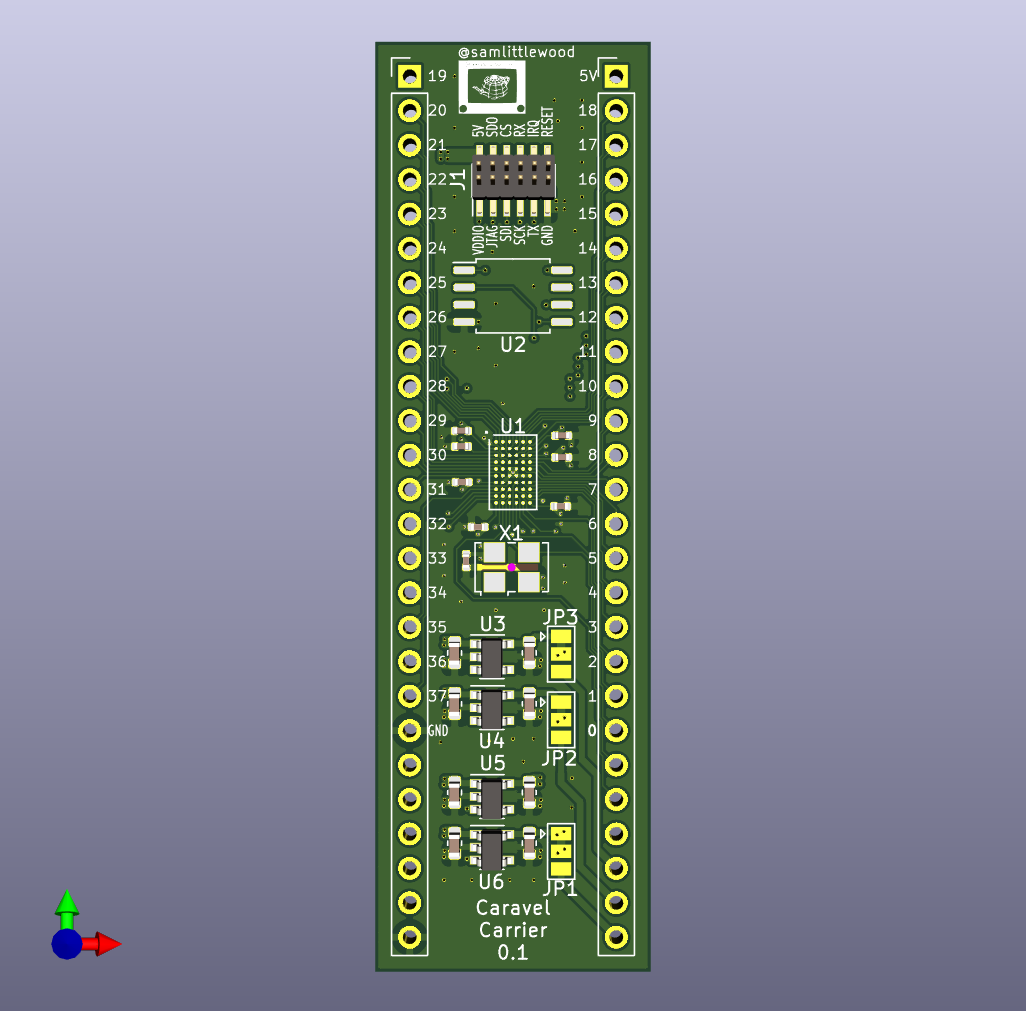 @samlittlewood
19 5V
20 18
5V SDO CS RX IRQ RESET
21 17
22 16
J1
23 15
VDDIO JTAG SDI SCK TX GND
24 14
25 13
26 12
U2
27 11
28 10
29 9
U1
30 8
31 7
32 6
X1
33 5
34 4
JP3
U3
35 3
36 2
37 1
GND 0
U4
JP2
U5
U6
JP1
Caravel
Carrier
0.1